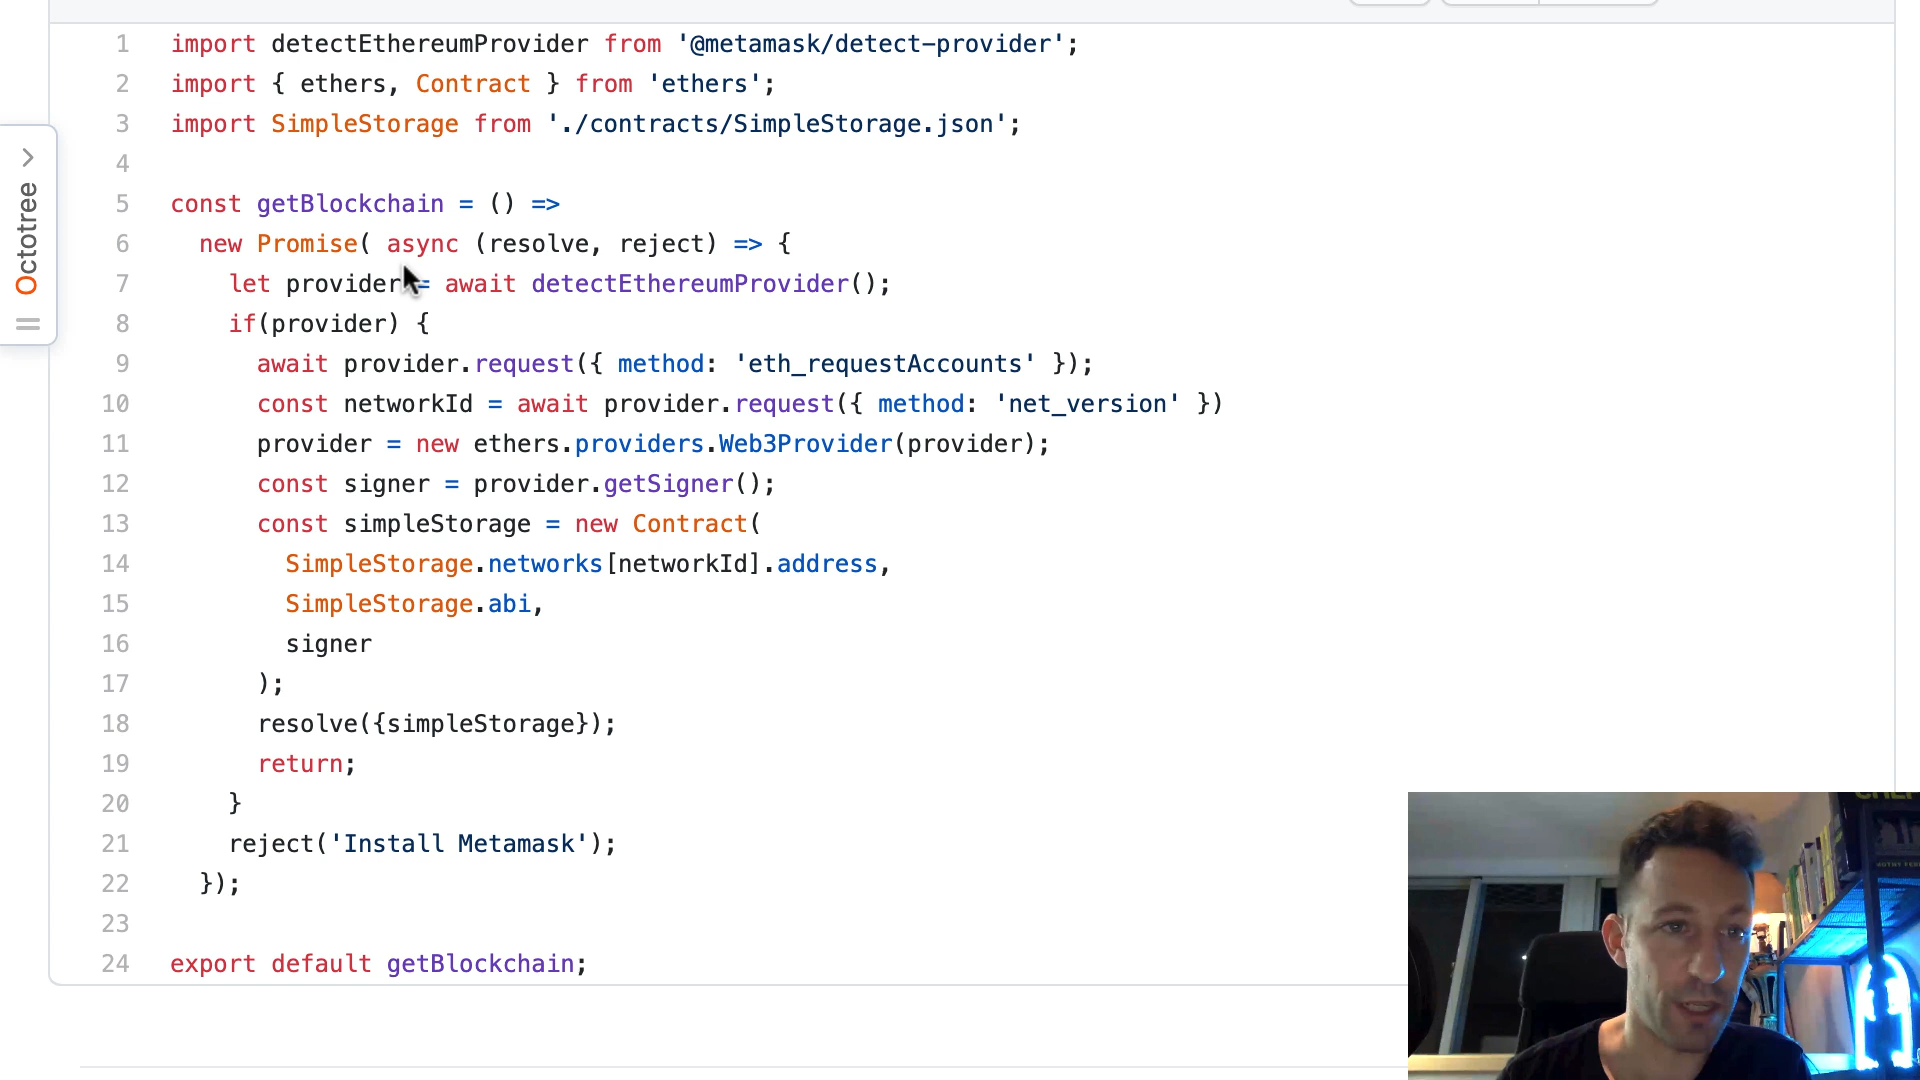 1 import detectEthereumProvider from '@metamask/detect-provider';
2 import { ethers, Contract } from 'ethers';
3 import SimpleStorage from './contracts/SimpleStorage.json';
4
5 const getBlockchain = () =>
6 new Promise( async (resolve, reject) => {
7 let provider = await detectEthereumProvider();
8 if(provider) {
9 await provider.request({ method: 'eth_requestAccounts' });
10 const networkId = await provider.request({ method: 'net_version' })
11 provider = new ethers.providers.Web3Provider(provider);
12 const signer = provider.getSigner();
13 const simpleStorage = new Contract(
14 SimpleStorage.networks[networkId].address,
15 SimpleStorage.abi,
16 signer
17 );
18 resolve({simpleStorage});
19 return;
20 }
21 reject('Install Metamask');
22 });
23
24 export default getBlockchain;
Octotree